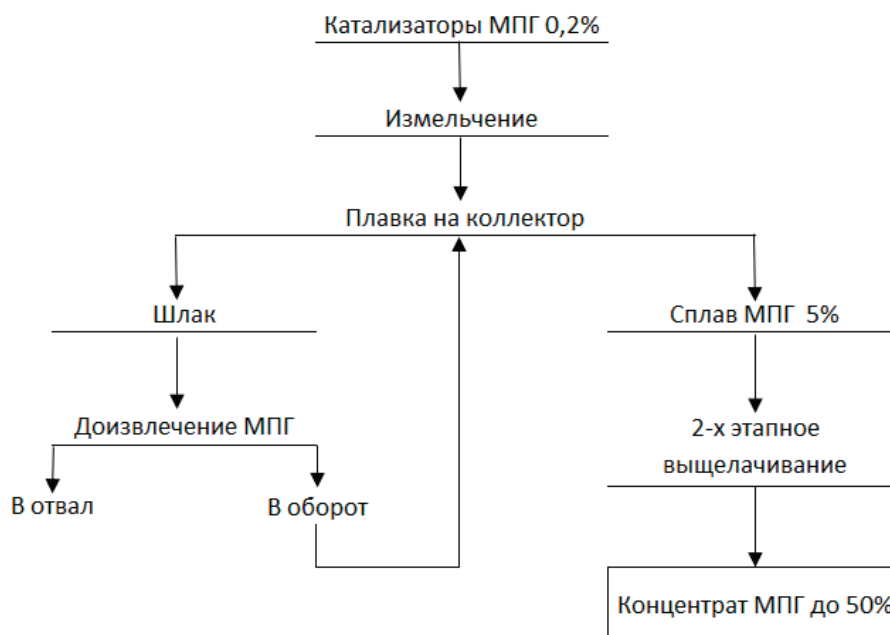 Катализаторы МПГ 0,2%
Измельчение
Плавка на коллектор
Шлак
Сплав МПГ 5%
Доизвлечение МПГ
2-х этапное
выщелачивание
В отвал
В оборот
Концентрат МПГ до 50%